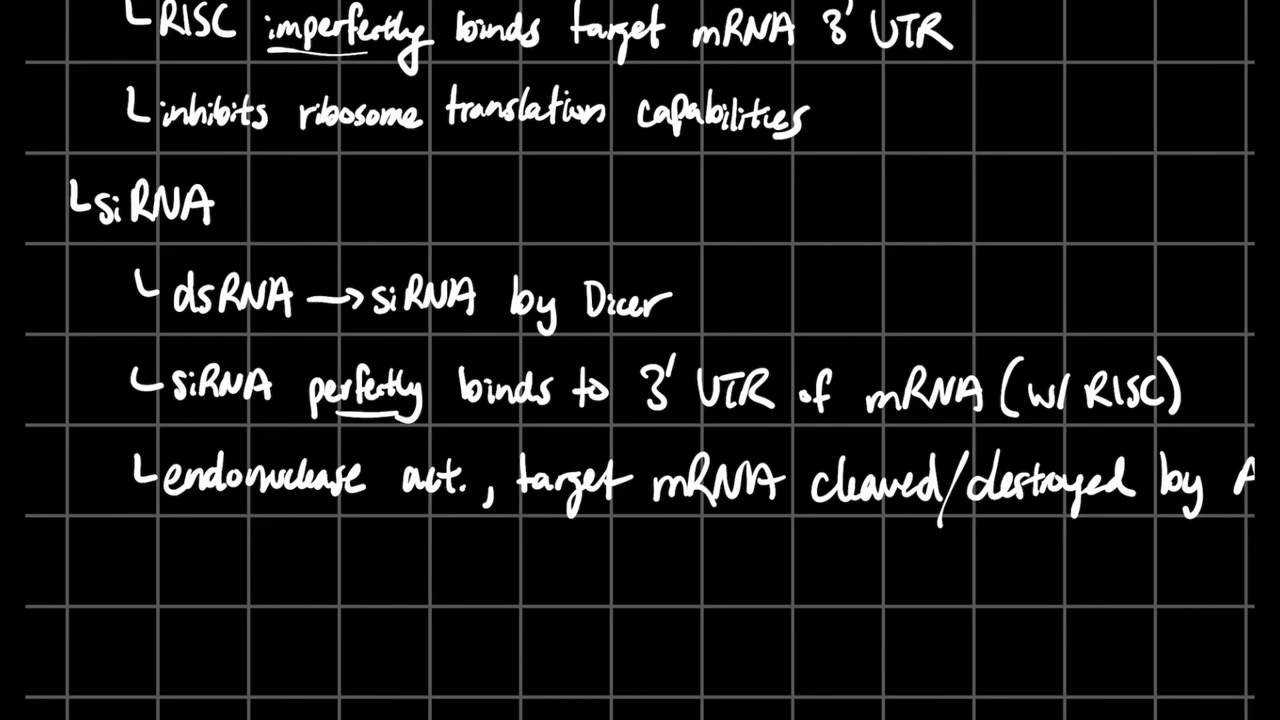 RISC imperfectly binds target mRNA 3' UTR
inhibits ribosome translation capabilities
siRNA
dsRNA → siRNA by Dicer
siRNA perfectly binds to 3' UTR of mRNA (w/ RISC)
endonuclease act., target mRNA cleaved/destroyed by A